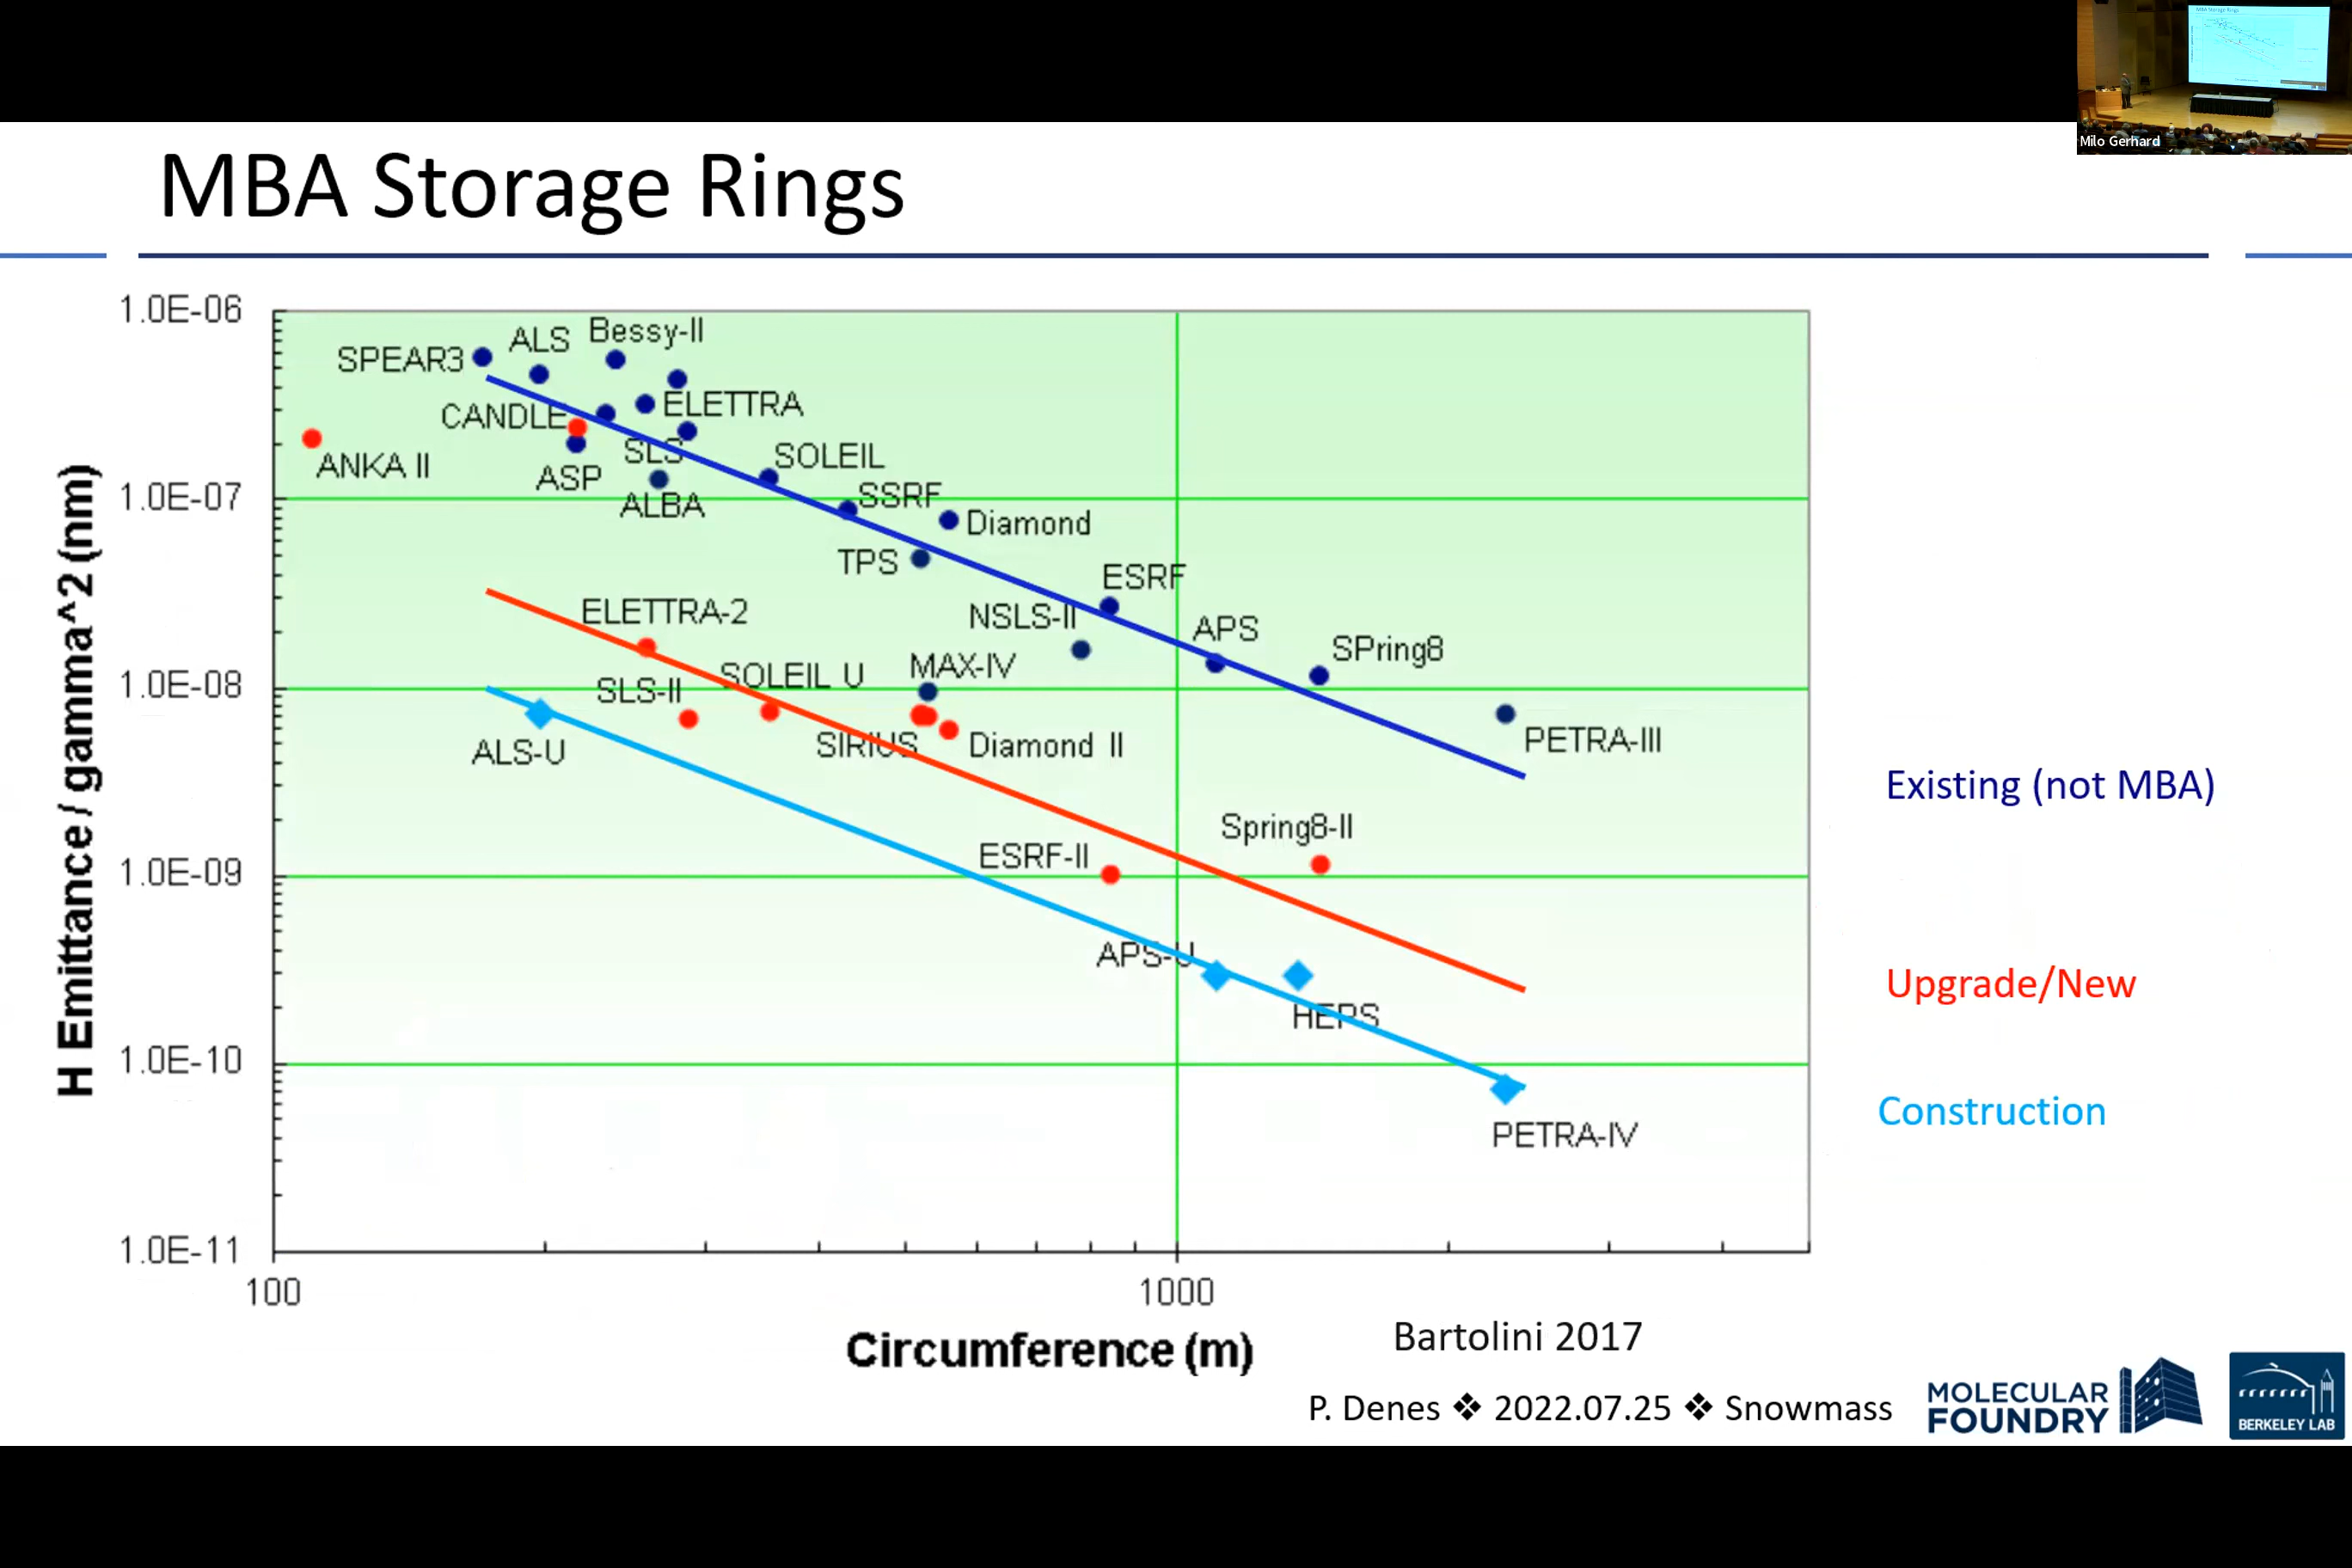 Milo Gerhard
MBA Storage Rings
H Emittance / gamma^2 (nm)
1.0E-06
1.0E-07
1.0E-08
1.0E-09
1.0E-10
1.0E-11
SPEAR3
ALS
Bessy-II
CANDLE
ELETTRA
ANKA II
ASP
SLS
ALBA
SOLEIL
SSRF
Diamond
TPS
ESRF
NSLS-II
APS
SPring8
ELETTRA-2
SOLEIL U
MAX-IV
SLS-II
ALS-U
SIRIUS
Diamond II
PETRA-III
Spring8-II
ESRF-II
APS-U
HEPS
PETRA-IV
Existing (not MBA)
Upgrade/New
Construction
100
1000
Circumference (m)
Bartolini 2017
P. Denes ❖ 2022.07.25 ❖ Snowmass
MOLECULAR
FOUNDRY
BERKELEY LAB